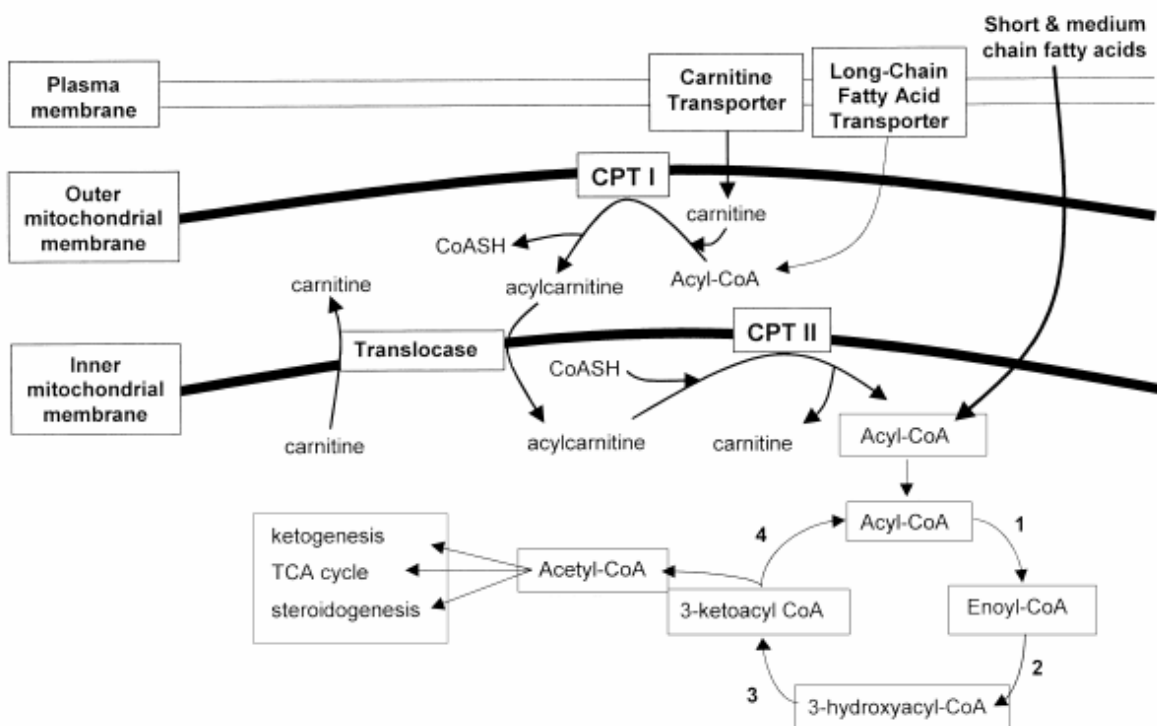 Short & medium
chain fatty acids
Plasma
membrane
Carnitine
Transporter
Long-Chain
Fatty Acid
Transporter
Outer
mitochondrial
membrane
CPT I
carnitine
CoASH
Acyl-CoA
carnitine
acylcarnitine
Inner
mitochondrial
membrane
Translocase
CPT II
CoASH
carnitine
acylcarnitine
carnitine
Acyl-CoA
Acyl-CoA
1
4
ketogenesis
TCA cycle
steroidogenesis
Acetyl-CoA
3-ketoacyl CoA
Enoyl-CoA
2
3
3-hydroxyacyl-CoA